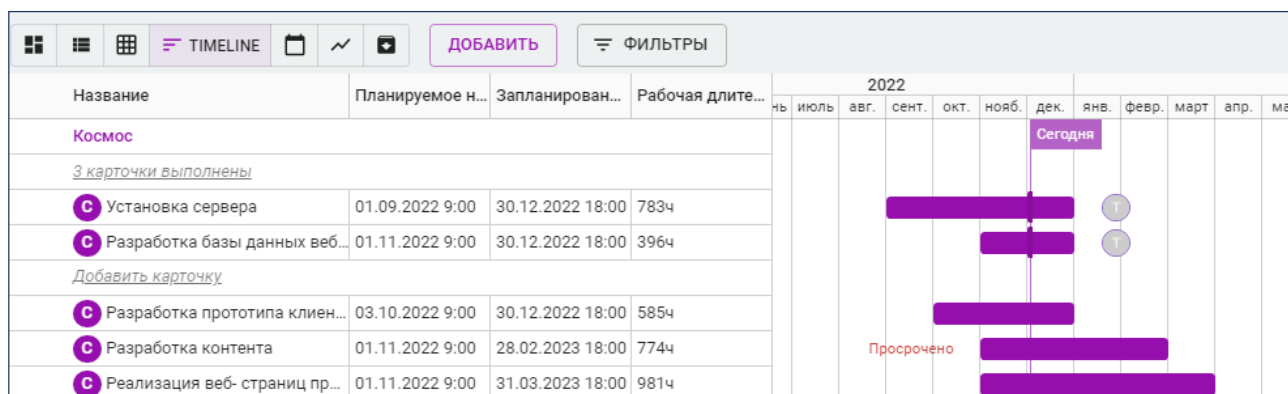 TIMELINE ДОБАВИТЬ ФИЛЬТРЫ
Название Планируемое н... Запланирован... Рабочая длите... 2022
нь июль авг. сент. окт. нояб. дек. янв. февр. март апр. ма
Космос Сегодня
3 карточки выполнены
С Установка сервера 01.09.2022 9:00 30.12.2022 18:00 783ч T
С Разработка базы данных веб... 01.11.2022 9:00 30.12.2022 18:00 396ч T
Добавить карточку
С Разработка прототипа клиен... 03.10.2022 9:00 30.12.2022 18:00 585ч
С Разработка контента 01.11.2022 9:00 28.02.2023 18:00 774ч Просрочено
С Реализация веб- страниц пр... 01.11.2022 9:00 31.03.2023 18:00 981ч